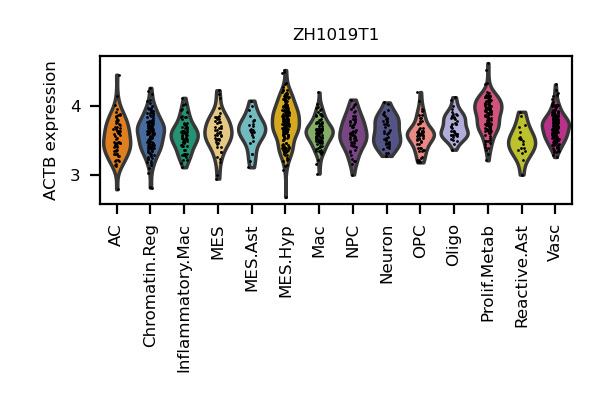 ZH1019T1
ACTB expression
4
3
AC
Chromatin.Reg
Inflammatory.Mac
MES
MES.Ast
MES.Hyp
Mac
NPC
Neuron
OPC
Oligo
Prolif.Metab
Reactive.Ast
Vasc